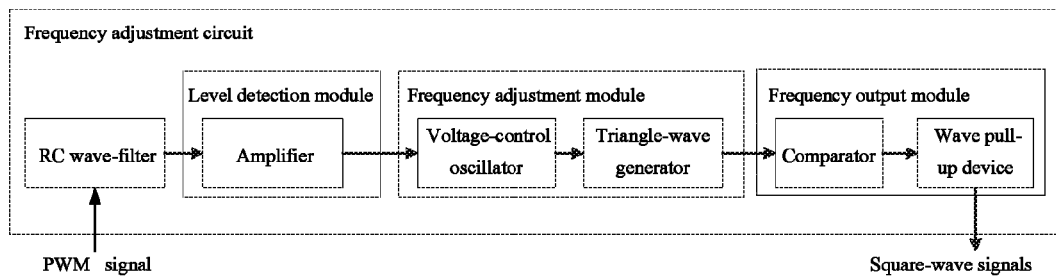 Frequency adjustment circuit
Level detection module
Frequency adjustment module
Frequency output module
RC wave-filter
Amplifier
Voltage-control
oscillator
Triangle-wave
generator
Comparator
Wave pull-
up device
PWM signal
Square-wave signals